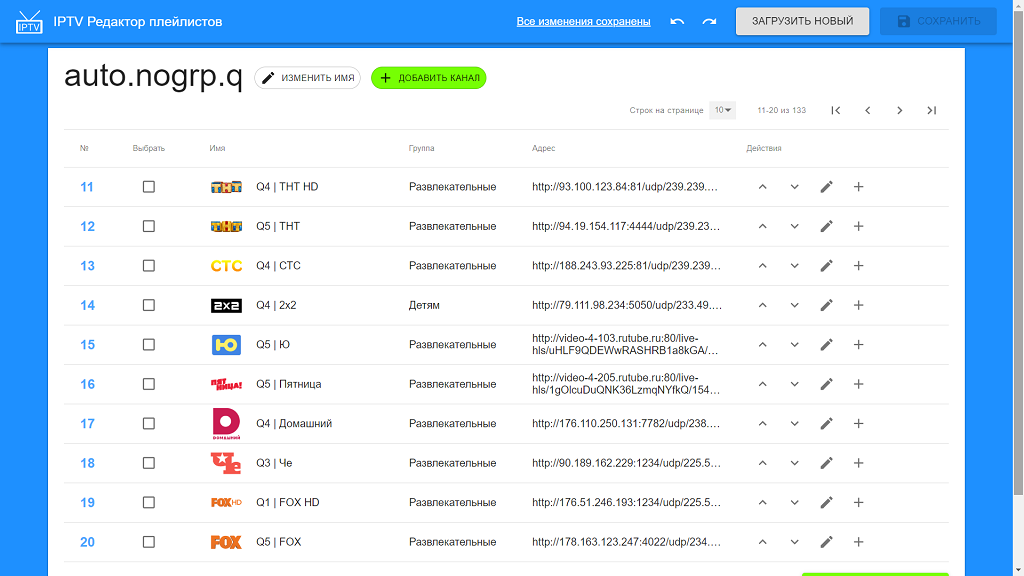 IPTV IPTV Редактор плейлистов Все изменения сохранены ЗАГРУЗИТЬ НОВЫЙ СОХРАНИТЬ
auto.nogrp.q ИЗМЕНИТЬ ИМЯ ДОБАВИТЬ КАНАЛ
Строк на странице 10 11-20 из 133
№ Выбрать Имя Группа Адрес Действия
11 ТНТ Q4 | ТНТ HD Развлекательные http://93.100.123.84:81/udp/239.239.…
12 ТНТ Q5 | ТНТ Развлекательные http://94.19.154.117:4444/udp/239.23…
13 СТС Q4 | СТС Развлекательные http://188.243.93.225:81/udp/239.239…
14 2X2 Q4 | 2x2 Детям http://79.111.98.234:5050/udp/233.49.…
15 Ю Q5 | Ю Развлекательные http://video-4-103.rutube.ru:80/live-
hls/uHLF9QDEWwRASHRB1a8kGA/…
16 ПЯТНИЦА! Q5 | Пятница Развлекательные http://video-4-205.rutube.ru:80/live-
hls/1gOlcuDuQNK36LzmqNYfkQ/154…
17 D ДОМАШНИЙ Q4 | Домашний Развлекательные http://176.110.250.131:7782/udp/238.…
18 Че Q3 | Че Развлекательные http://90.189.162.229:1234/udp/225.5…
19 FOX HD Q1 | FOX HD Развлекательные http://176.51.246.193:1234/udp/225.5…
20 FOX Q5 | FOX Развлекательные http://178.163.123.247:4022/udp/234.…